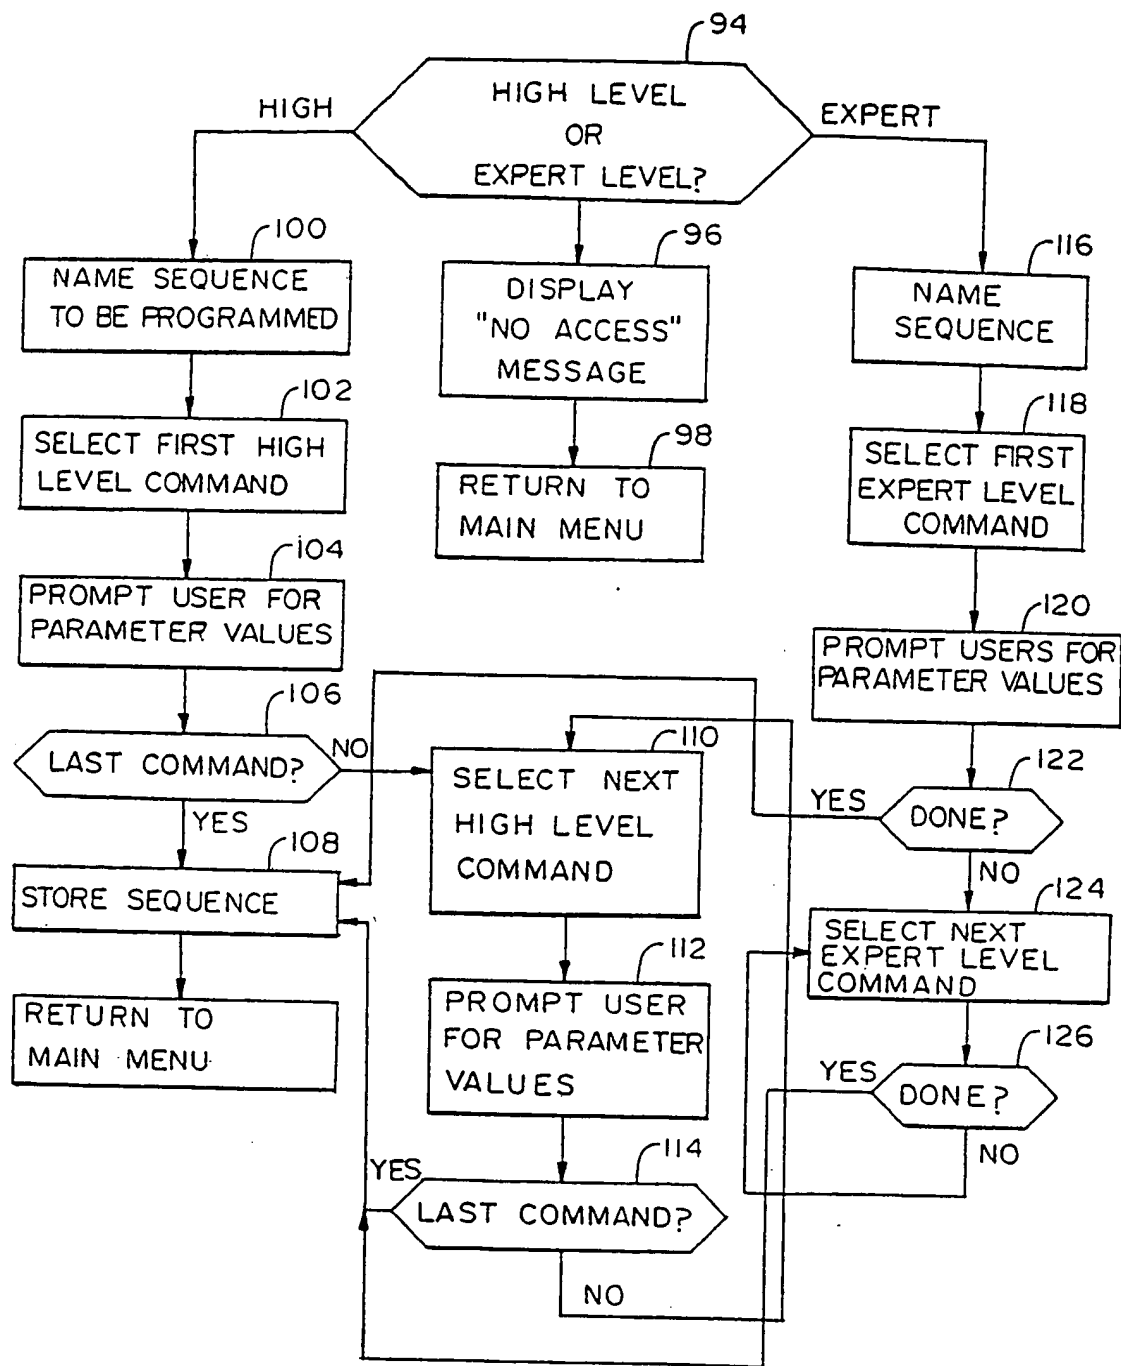 94
HIGH LEVEL
OR
EXPERT LEVEL?
HIGH
EXPERT
100
NAME SEQUENCE
TO BE PROGRAMMED
102
SELECT FIRST HIGH
LEVEL COMMAND
104
PROMPT USER FOR
PARAMETER VALUES
106
LAST COMMAND?
NO
YES
108
STORE SEQUENCE
RETURN TO
MAIN MENU
96
DISPLAY
"NO ACCESS"
MESSAGE
98
RETURN TO
MAIN MENU
110
SELECT NEXT
HIGH LEVEL
COMMAND
112
PROMPT USER
FOR PARAMETER
VALUES
114
YES
LAST COMMAND?
NO
116
NAME
SEQUENCE
118
SELECT FIRST
EXPERT LEVEL
COMMAND
120
PROMPT USERS FOR
PARAMETER VALUES
122
YES
DONE?
NO
124
SELECT NEXT
EXPERT LEVEL
COMMAND
126
YES
DONE?
NO